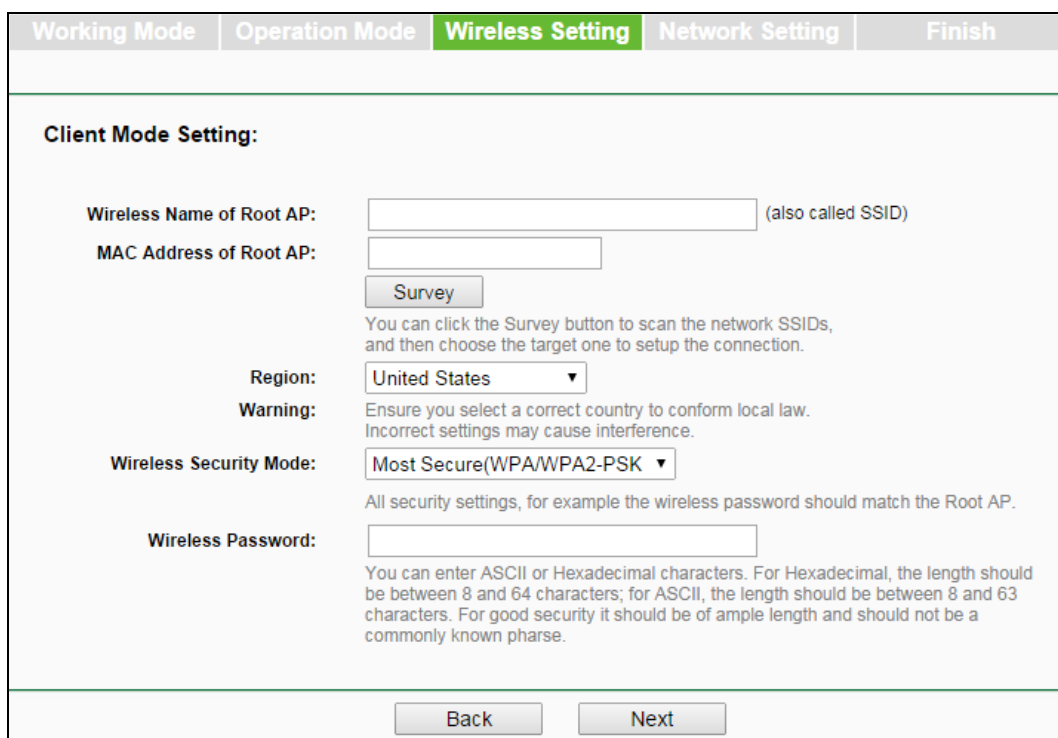 Working Mode Operation Mode Wireless Setting Network Setting Finish
Client Mode Setting:
Wireless Name of Root AP: (also called SSID)
MAC Address of Root AP:
Survey
You can click the Survey button to scan the network SSIDs,
and then choose the target one to setup the connection.
Region: United States
Warning: Ensure you select a correct country to conform local law.
Incorrect settings may cause interference.
Wireless Security Mode: Most Secure(WPA/WPA2-PSK
All security settings, for example the wireless password should match the Root AP.
Wireless Password:
You can enter ASCII or Hexadecimal characters. For Hexadecimal, the length should
be between 8 and 64 characters; for ASCII, the length should be between 8 and 63
characters. For good security it should be of ample length and should not be a
commonly known pharse.
Back Next